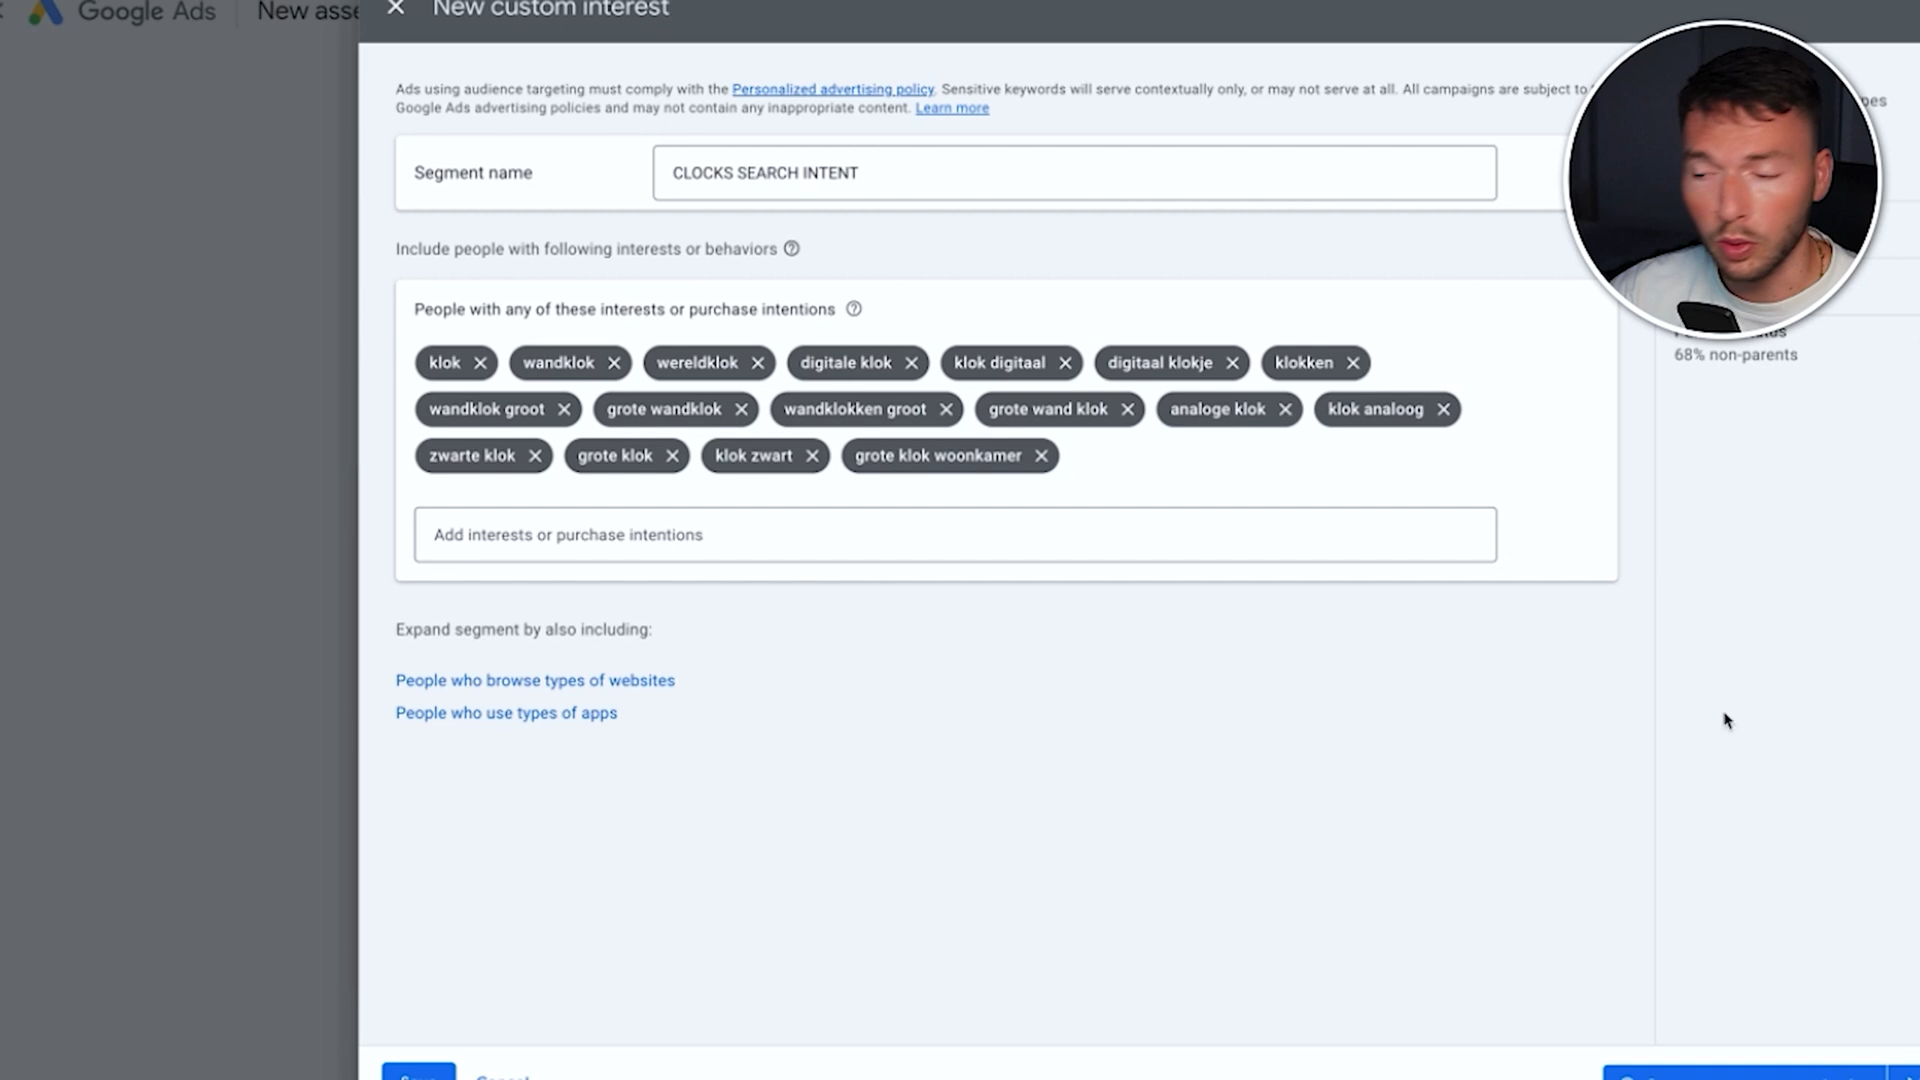 Google Ads
New asse
New custom interest
Ads using audience targeting must comply with the Personalized advertising policy. Sensitive keywords will serve contextually only, or may not serve at all. All campaigns are subject to
Google Ads advertising policies and may not contain any inappropriate content. Learn more
Segment name
CLOCKS SEARCH INTENT
Include people with following interests or behaviors
People with any of these interests or purchase intentions
klok wandklok wereldklok digitale klok klok digitaal digitaal klokje klokken
wandklok groot grote wandklok wandklokken groot grote wand klok analoge klok klok analoog
zwarte klok grote klok klok zwart grote klok woonkamer
Add interests or purchase intentions
Expand segment by also including:
People who browse types of websites
People who use types of apps
68% non-parents